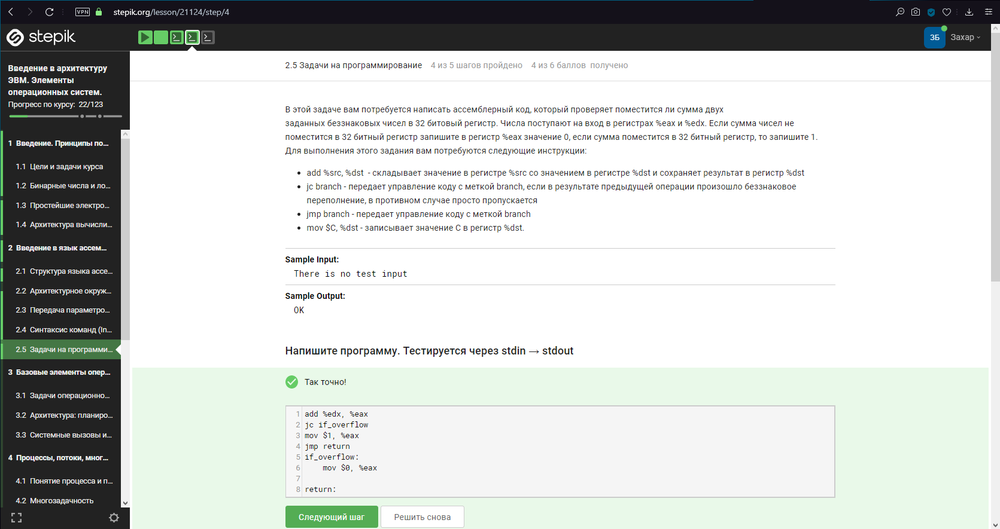 VPN
stepik.org/lesson/21124/step/4
stepik
ЗБ
Захар
Введение в архитектуру
ЭВМ. Элементы
операционных систем.
Прогресс по курсу: 22/123
1 Введение. Принципы по...
1.1 Цели и задачи курса
1.2 Бинарные числа и ло...
1.3 Простейшие электро...
1.4 Архитектура вычисли...
2 Введение в язык ассем...
2.1 Структура языка ассе...
2.2 Архитектурное окруж...
2.3 Передача параметро...
2.4 Синтаксис команд (In...
2.5 Задачи на программи...
3 Базовые элементы опер...
3.1 Задачи операционно...
3.2 Архитектура: планиро...
3.3 Системные вызовы и...
4 Процессы, потоки, мног...
4.1 Понятие процесса и п...
4.2 Многозадачность
2.5 Задачи на программирование 4 из 5 шагов пройдено 4 из 6 баллов получено
В этой задаче вам потребуется написать ассемблерный код, который проверяет поместится ли сумма двух
заданных беззнаковых чисел в 32 битовый регистр. Числа поступают на вход в регистрах %eax и %edx. Если сумма чисел не
поместится в 32 битный регистр запишите в регистр %eax значение 0, если сумма поместится в 32 битный регистр, то запишите 1.
Для выполнения этого задания вам потребуются следующие инструкции:
• add %src, %dst - складывает значение в регистре %src со значением в регистре %dst и сохраняет результат в регистр %dst
• jc branch - передает управление коду с меткой branch, если в результате предыдущей операции произошло беззнаковое
переполнение, в противном случае просто пропускается
• jmp branch - передает управление коду с меткой branch
• mov $C, %dst - записывает значение C в регистр %dst.
Sample Input:
There is no test input
Sample Output:
OK
Напишите программу. Тестируется через stdin → stdout
Так точно!
1 add %edx, %eax
2 jc if_overflow
3 mov $1, %eax
4 jmp return
5 if_overflow:
6 mov $0, %eax
7
8 return:
Следующий шаг
Решить снова